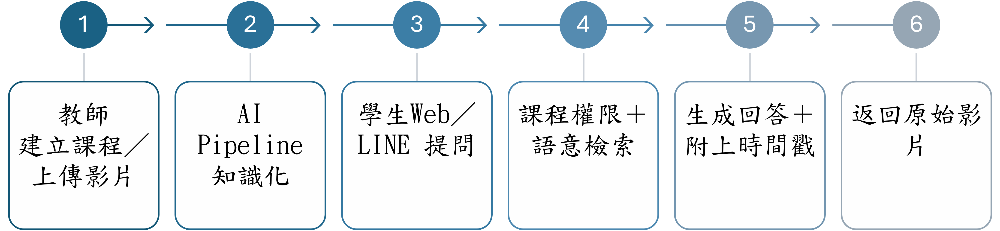 1
2
3
4
5
6
教師
建立課程／
上傳影片
AI
Pipeline
知識化
學生Web／
LINE 提問
課程權限＋
語意檢索
生成回答＋
附上時間戳
返回原始影
片